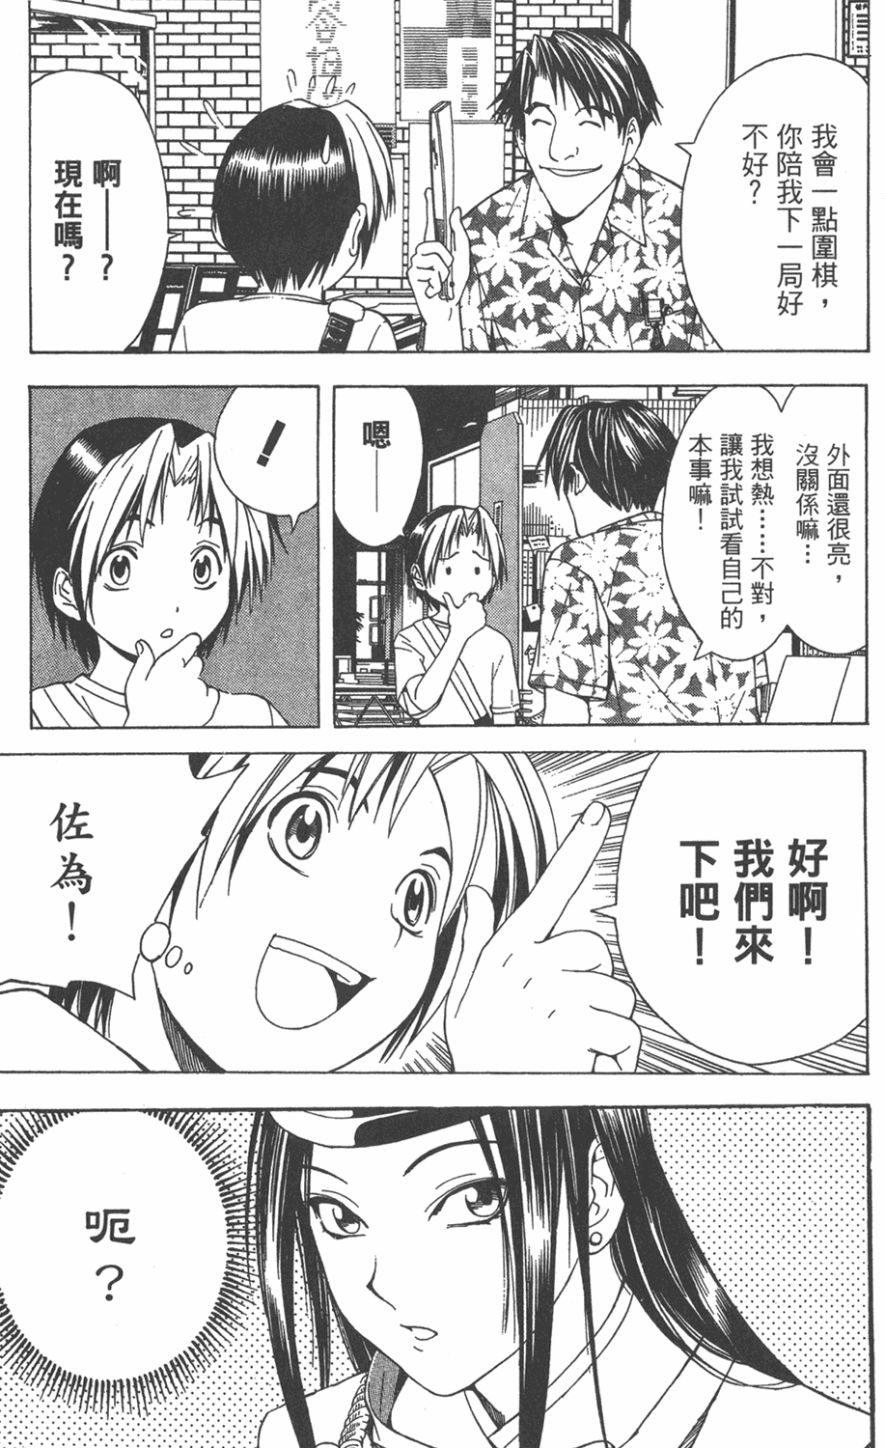 我會一點圍棋，
你陪我下一局好
不好？
啊——？
現在嗎？
外面還很亮，
沒關係嘛…
我想熱……不對，
讓我試試看自己的
本事嘛！
嗯——
！
好啊！
我們來
下吧！
佐為！
呃？